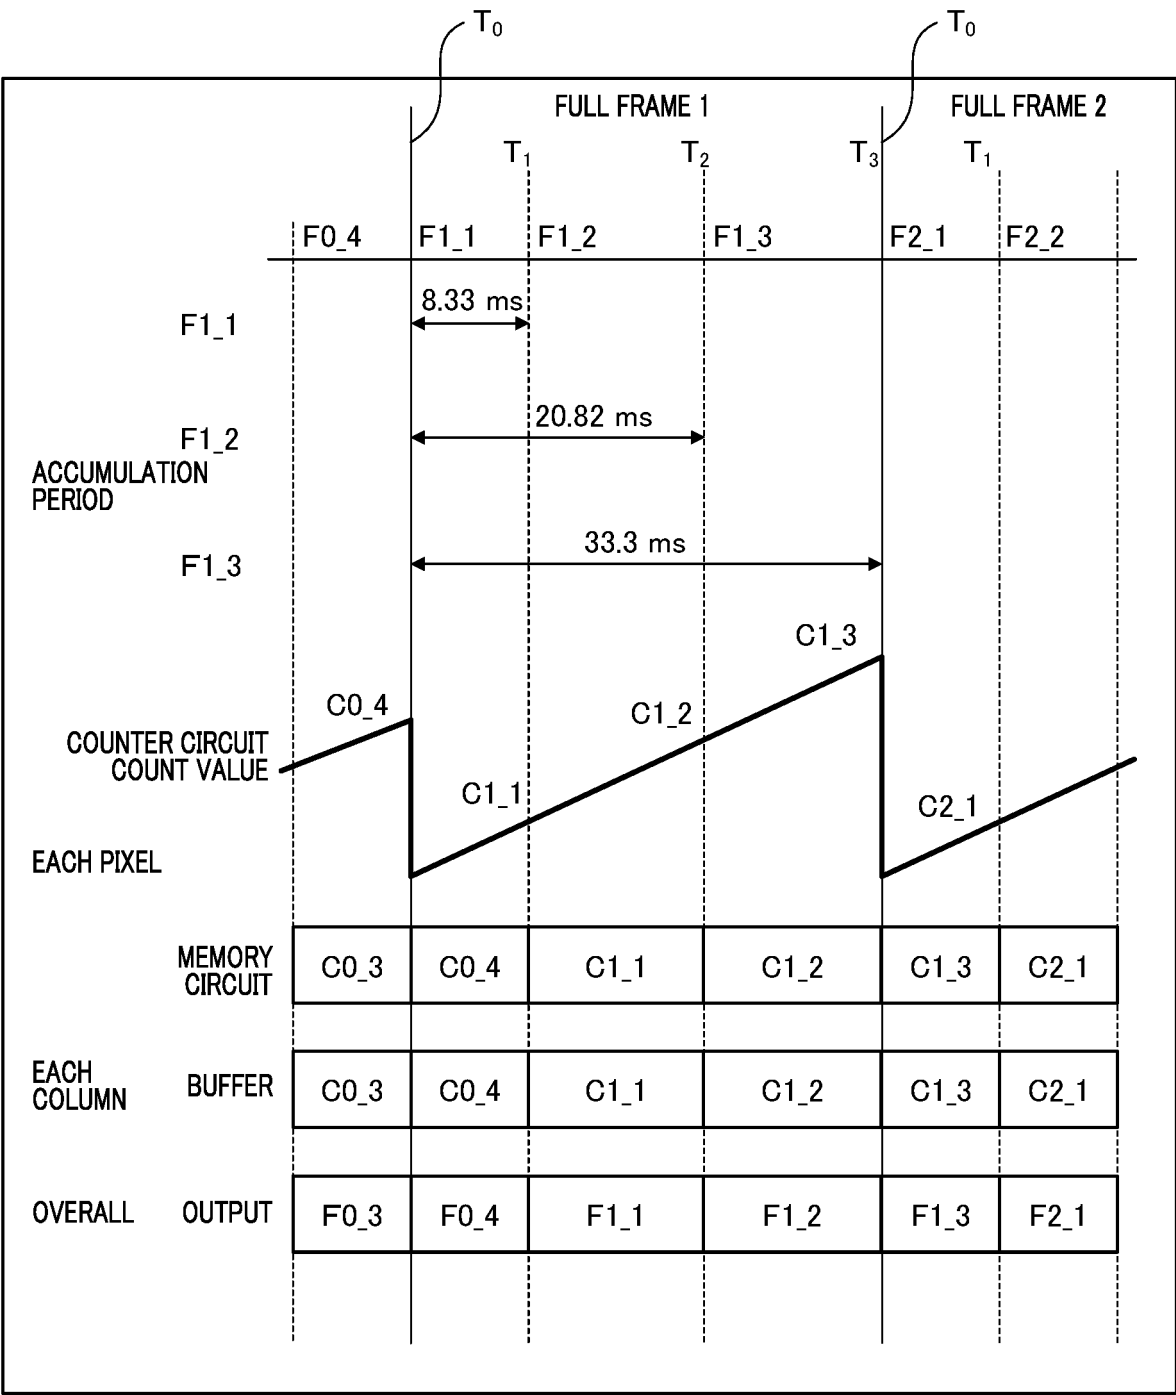 T0 T0
FULL FRAME 1 FULL FRAME 2
T1 T2 T3 T1
F0_4 F1_1 F1_2 F1_3 F2_1 F2_2
8.33 ms
F1_1
20.82 ms
F1_2
ACCUMULATION
PERIOD
33.3 ms
F1_3
C1_3
C0_4 C1_2
COUNTER CIRCUIT
COUNT VALUE
C1_1 C2_1
EACH PIXEL
MEMORY
CIRCUIT
C0_3 C0_4 C1_1 C1_2 C1_3 C2_1
EACH
COLUMN
BUFFER C0_3 C0_4 C1_1 C1_2 C1_3 C2_1
OVERALL OUTPUT F0_3 F0_4 F1_1 F1_2 F1_3 F2_1